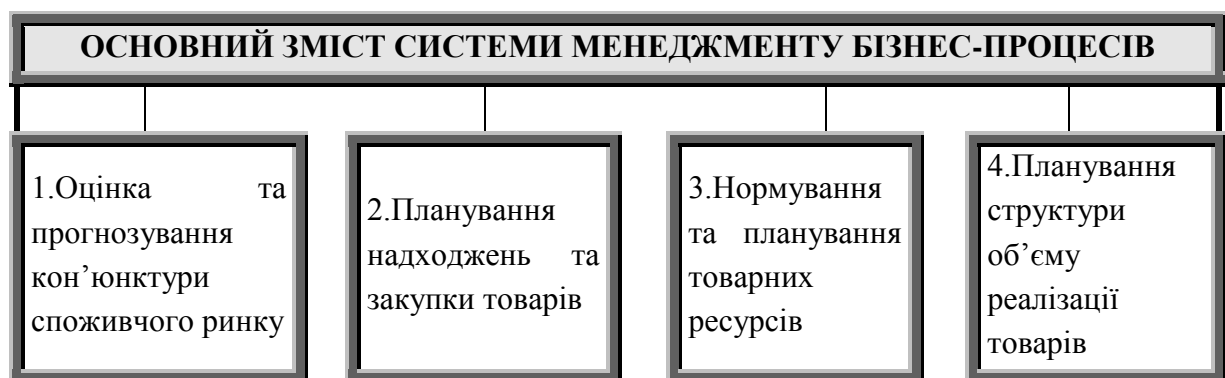 ОСНОВНИЙ ЗМІСТ СИСТЕМИ МЕНЕДЖМЕНТУ БІЗНЕС-ПРОЦЕСІВ
1.Оцінка та
прогнозування
кон’юнктури
споживчого ринку
2.Планування
надходжень та
закупки товарів
3.Нормування
та планування
товарних
ресурсів
4.Планування
структури
об’єму
реалізації
товарів